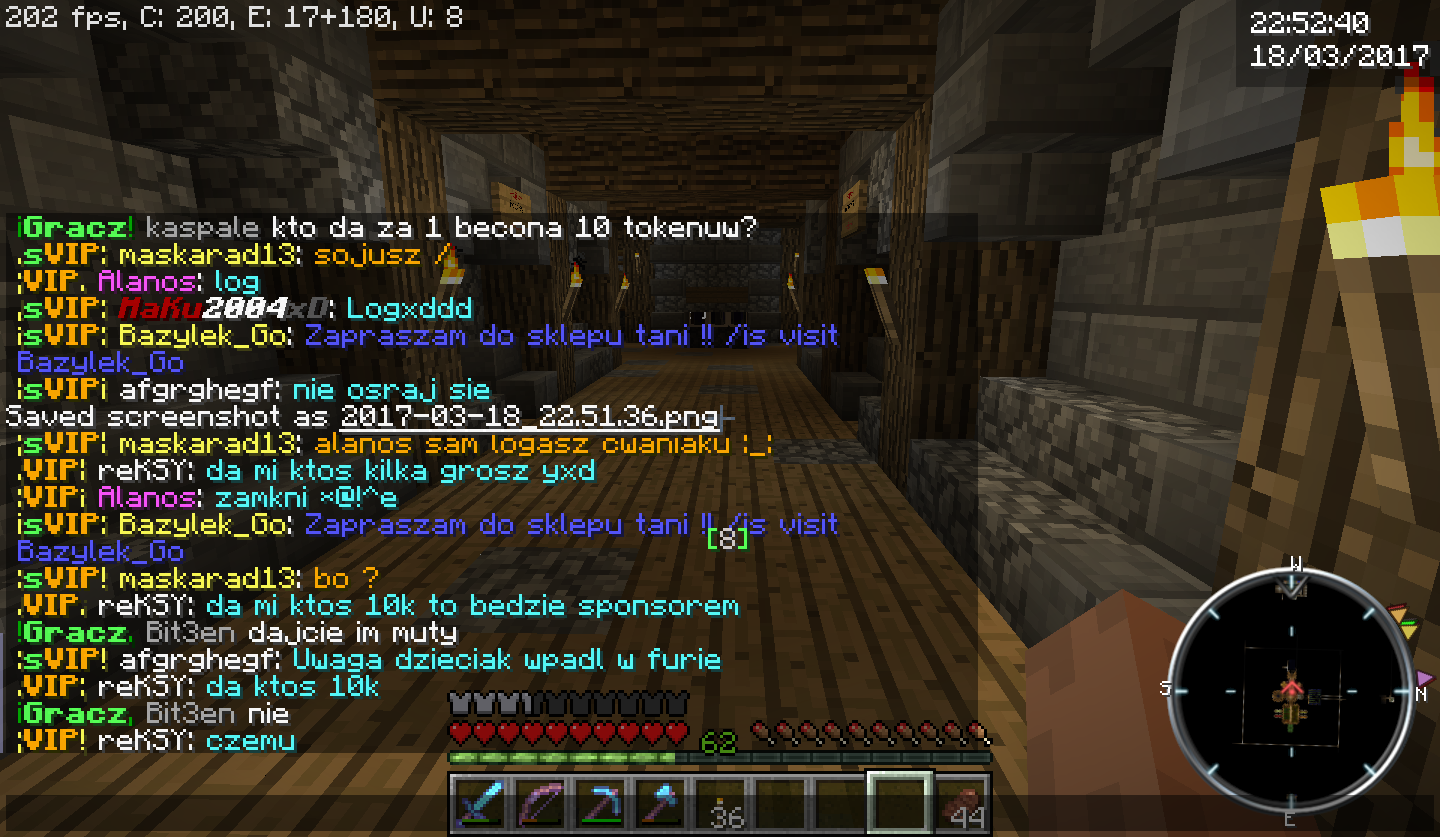 202 fps, C: 200, E: 17+180, U: 8
22:52:40
18/03/2017
¡Gracz! kaspale kto da za 1 becona 10 tokenuw?
sVIP maskarad13: sojusz /
VIP Alanos: log
sVIP MaKu2004xD: Logxddd
sVIP Bazylek_Go: Zapraszam do sklepu tani !! /is visit
Bazylek_Go
sVIP afgrghegf: nie osraj sie
Saved screenshot as 2017-03-18_22.51.36.png
sVIP maskarad13: alanos sam logasz cwaniaku ;_;
VIP reKSY: da mi ktos kilka grosz yxd
VIP Alanos: zamkni *@!^e
sVIP Bazylek_Go: Zapraszam do sklepu tani !! /is visit
Bazylek_Go
[8]
sVIP! maskarad13: bo ?
VIP reKSY: da mi ktos 10k to bedzie sponsorem
Gracz Bit3en dajcie im muty
sVIP! afgrghegf: Uwaga dzieciak wpadl w furie
VIP reKSY: da ktos 10k
Gracz Bit3en nie
VIP! reKSY: czemu
62
36
44
W
S
N
E